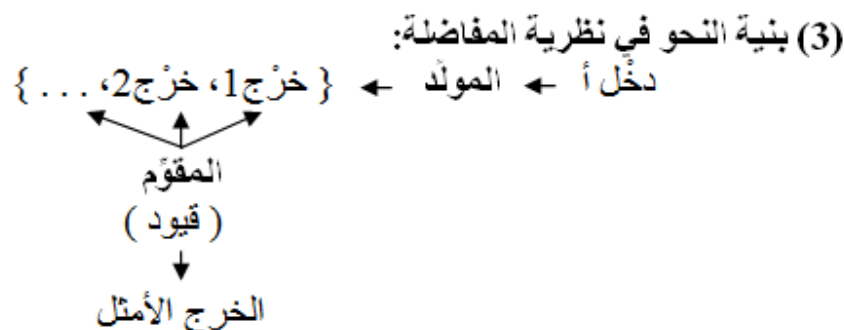 (3) بنية النحو في نظرية المفاضلة:
دخْل أ ← المولّد ← { خرْج1، خرْج2، . . . }
المقوّم
( قيود )
الخرج الأمثل